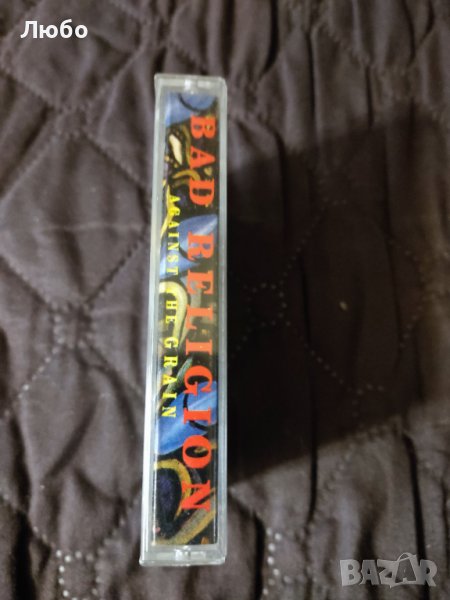 Любо
BAD RELIGION
AGAINST THE GRAIN
BAZAR